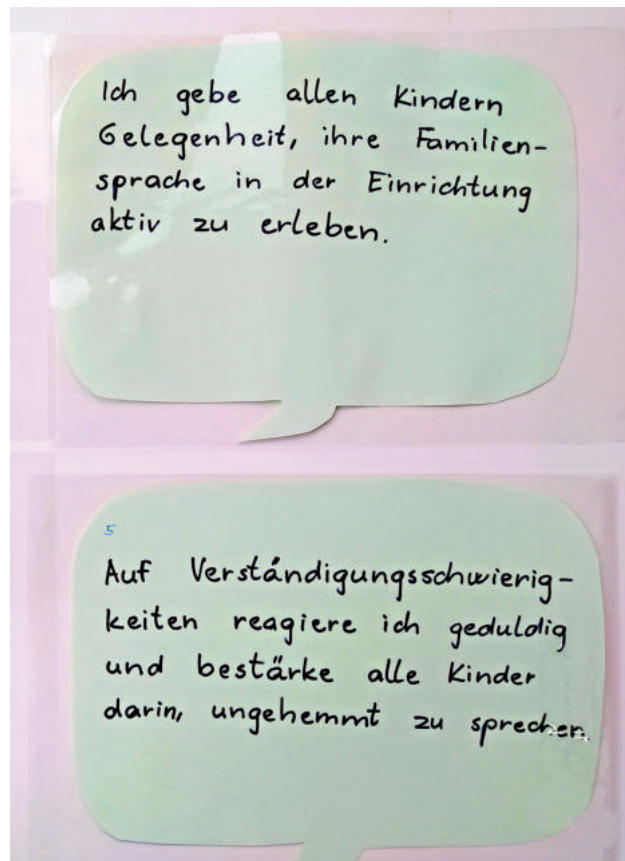 Ich gebe allen Kindern
Gelegenheit, ihre Familien-
sprache in der Einrichtung
aktiv zu erleben.
5
Auf Verständigungsschwierig-
keiten reagiere ich geduldig
und bestärke alle Kinder
darin, ungehemmt zu sprechen.